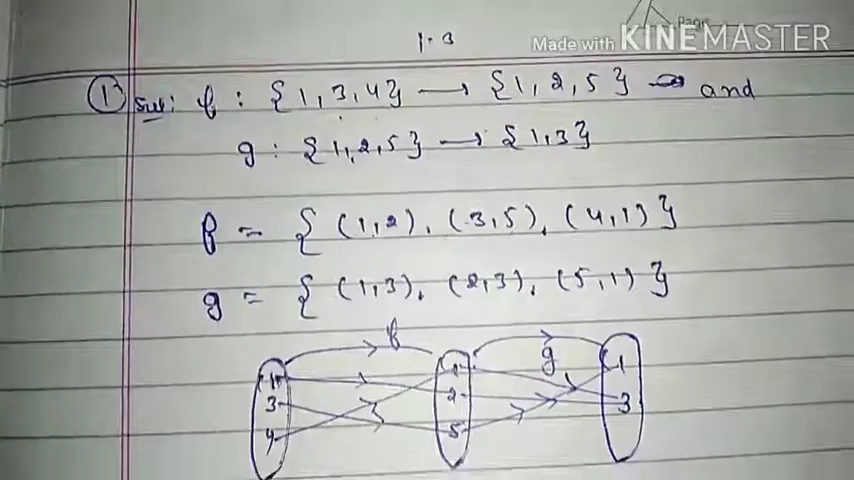 Page
1.3
Made with KINEMASTER
① Sol: f : {1, 3, 4} → {1, 2, 5} and
g : {1, 2, 5} → {1, 3}
f = { (1, 2), (3, 5), (4, 1) }
g = { (1, 3), (2, 3), (5, 1) }
f g
1 1 1
3 2 3
4 5